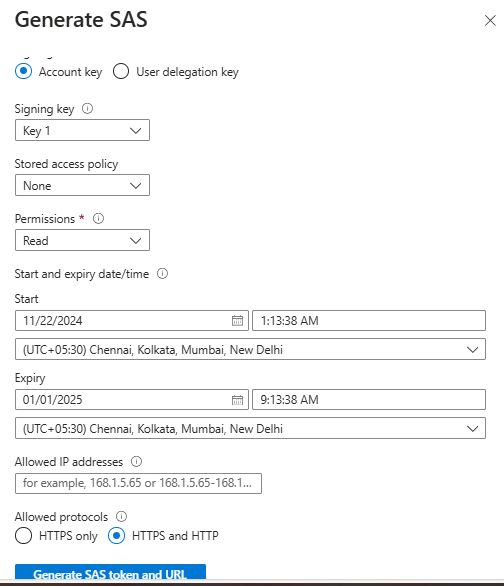 Generate SAS
Account key User delegation key
Signing key
Key 1
Stored access policy
None
Permissions *
Read
Start and expiry date/time
Start
11/22/2024 1:13:38 AM
(UTC+05:30) Chennai, Kolkata, Mumbai, New Delhi
Expiry
01/01/2025 9:13:38 AM
(UTC+05:30) Chennai, Kolkata, Mumbai, New Delhi
Allowed IP addresses
for example, 168.1.5.65 or 168.1.5.65-168.1...
Allowed protocols
HTTPS only HTTPS and HTTP
Generate SAS token and URL